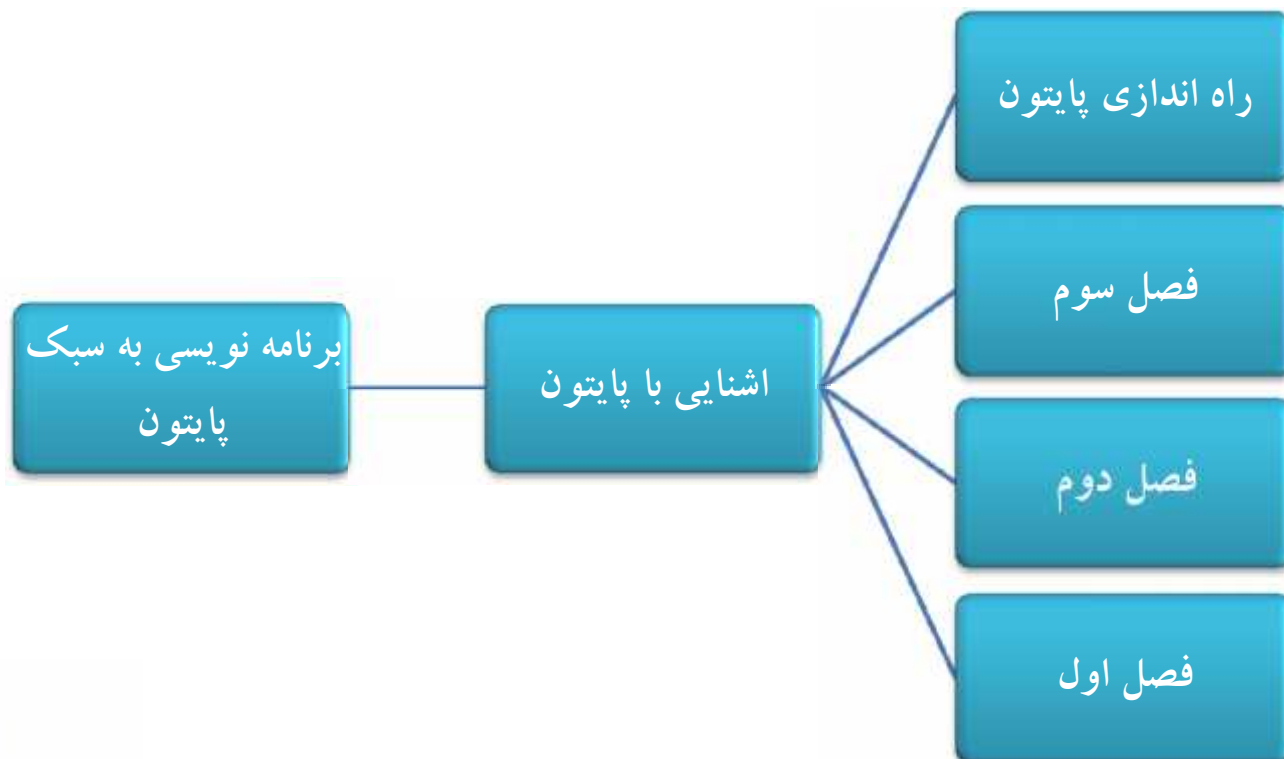 راه اندازی پایتون
فصل سوم
فصل دوم
فصل اول
اشنایی با پایتون
برنامه نویسی به سبک
پایتون